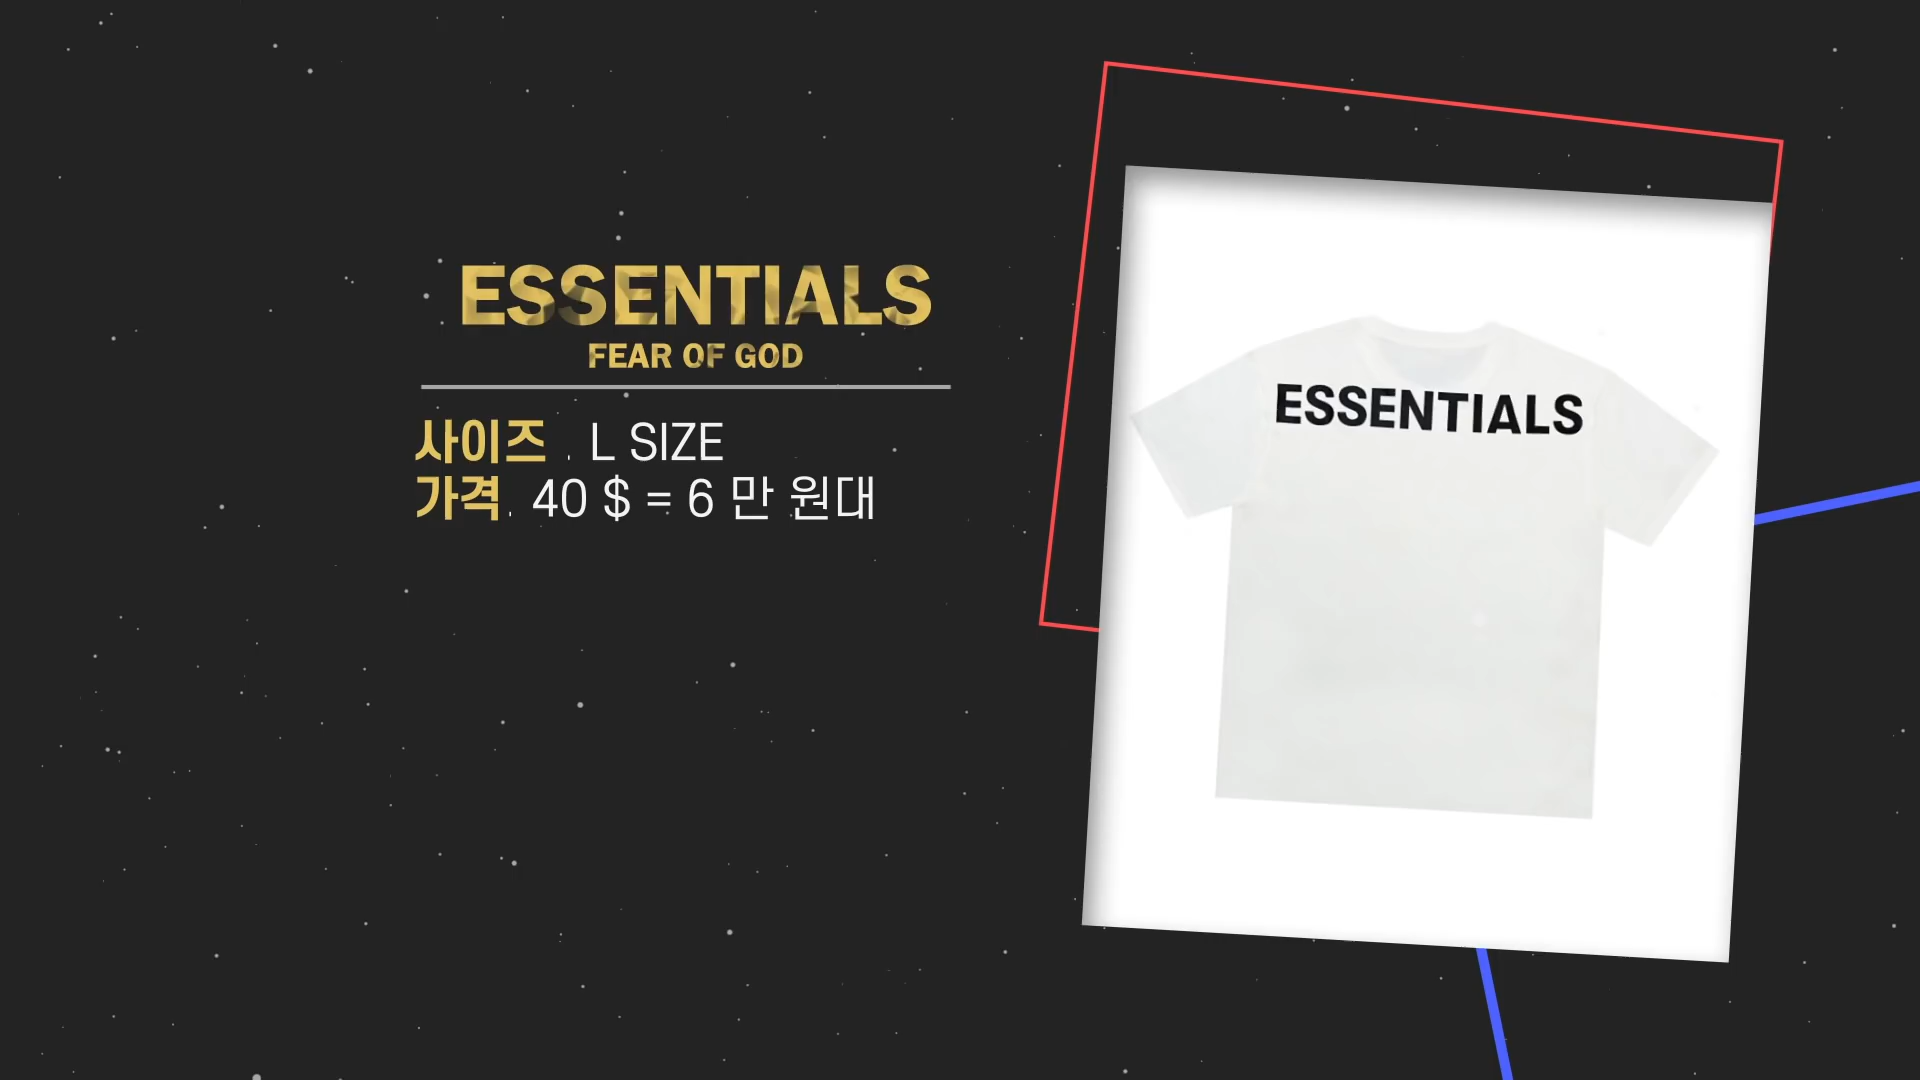 ESSENTIALS
FEAR OF GOD
사이즈 . L SIZE
가격. 40 $ = 6 만 원대
ESSENTIALS